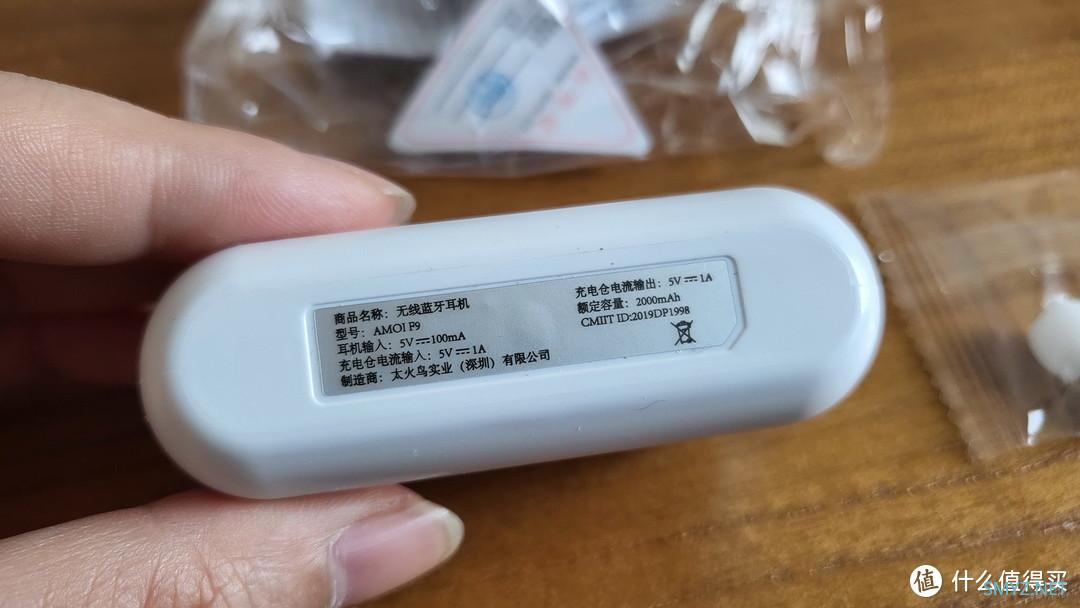 商品名称：无线蓝牙耳机
型号：AMOI F9
耳机输入：5V⎓100mA
充电仓电流输入：5V⎓1A
制造商：太火鸟实业（深圳）有限公司
充电仓电流输出：5V⎓1A
额定容量：2000mAh
CMIIT ID:2019DP1998
值 什么值得买
SMYZ.NET